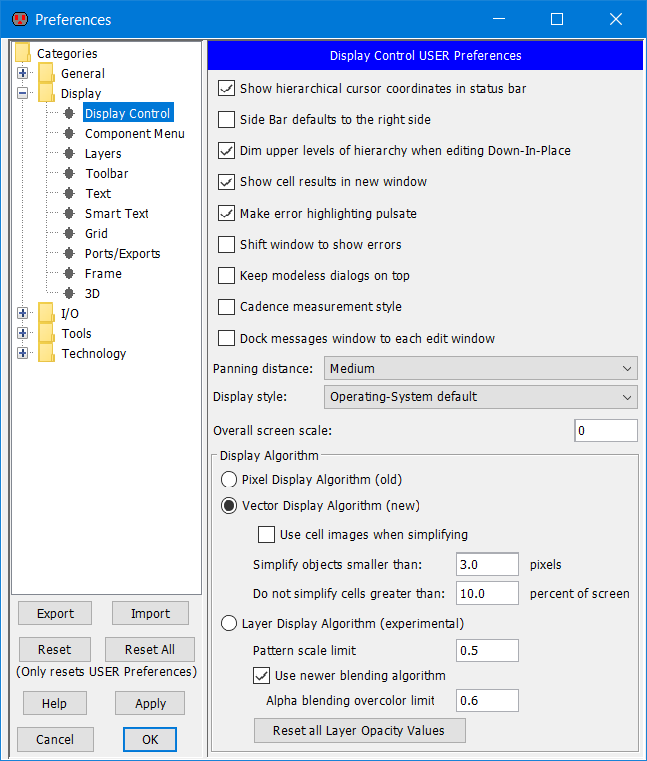 Preferences
Categories
General
Display
Display Control
Component Menu
Layers
Toolbar
Text
Smart Text
Grid
Ports/Exports
Frame
3D
I/O
Tools
Technology
Export Import
Reset Reset All
(Only resets USER Preferences)
Help Apply
Cancel OK
Display Control USER Preferences
Show hierarchical cursor coordinates in status bar
Side Bar defaults to the right side
Dim upper levels of hierarchy when editing Down-In-Place
Show cell results in new window
Make error highlighting pulsate
Shift window to show errors
Keep modeless dialogs on top
Cadence measurement style
Dock messages window to each edit window
Panning distance: Medium
Display style: Operating-System default
Overall screen scale: 0
Display Algorithm
Pixel Display Algorithm (old)
Vector Display Algorithm (new)
Use cell images when simplifying
Simplify objects smaller than: 3.0 pixels
Do not simplify cells greater than: 10.0 percent of screen
Layer Display Algorithm (experimental)
Pattern scale limit 0.5
Use newer blending algorithm
Alpha blending overcolor limit 0.6
Reset all Layer Opacity Values